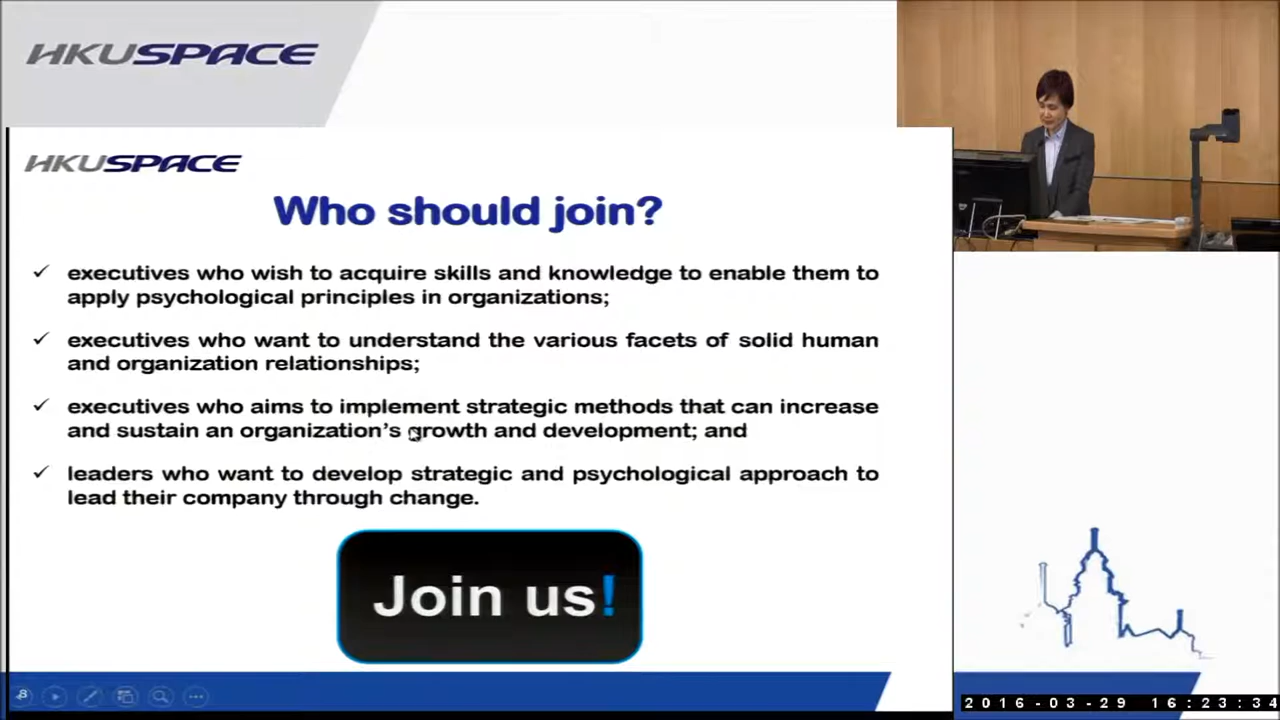 HKUSPACE
HKUSPACE
Who should join?
✓ executives who wish to acquire skills and knowledge to enable them to
apply psychological principles in organizations;
✓ executives who want to understand the various facets of solid human
and organization relationships;
✓ executives who aims to implement strategic methods that can increase
and sustain an organization's growth and development; and
✓ leaders who want to develop strategic and psychological approach to
lead their company through change.
Join us!
8
2016-03-29 16:23:34